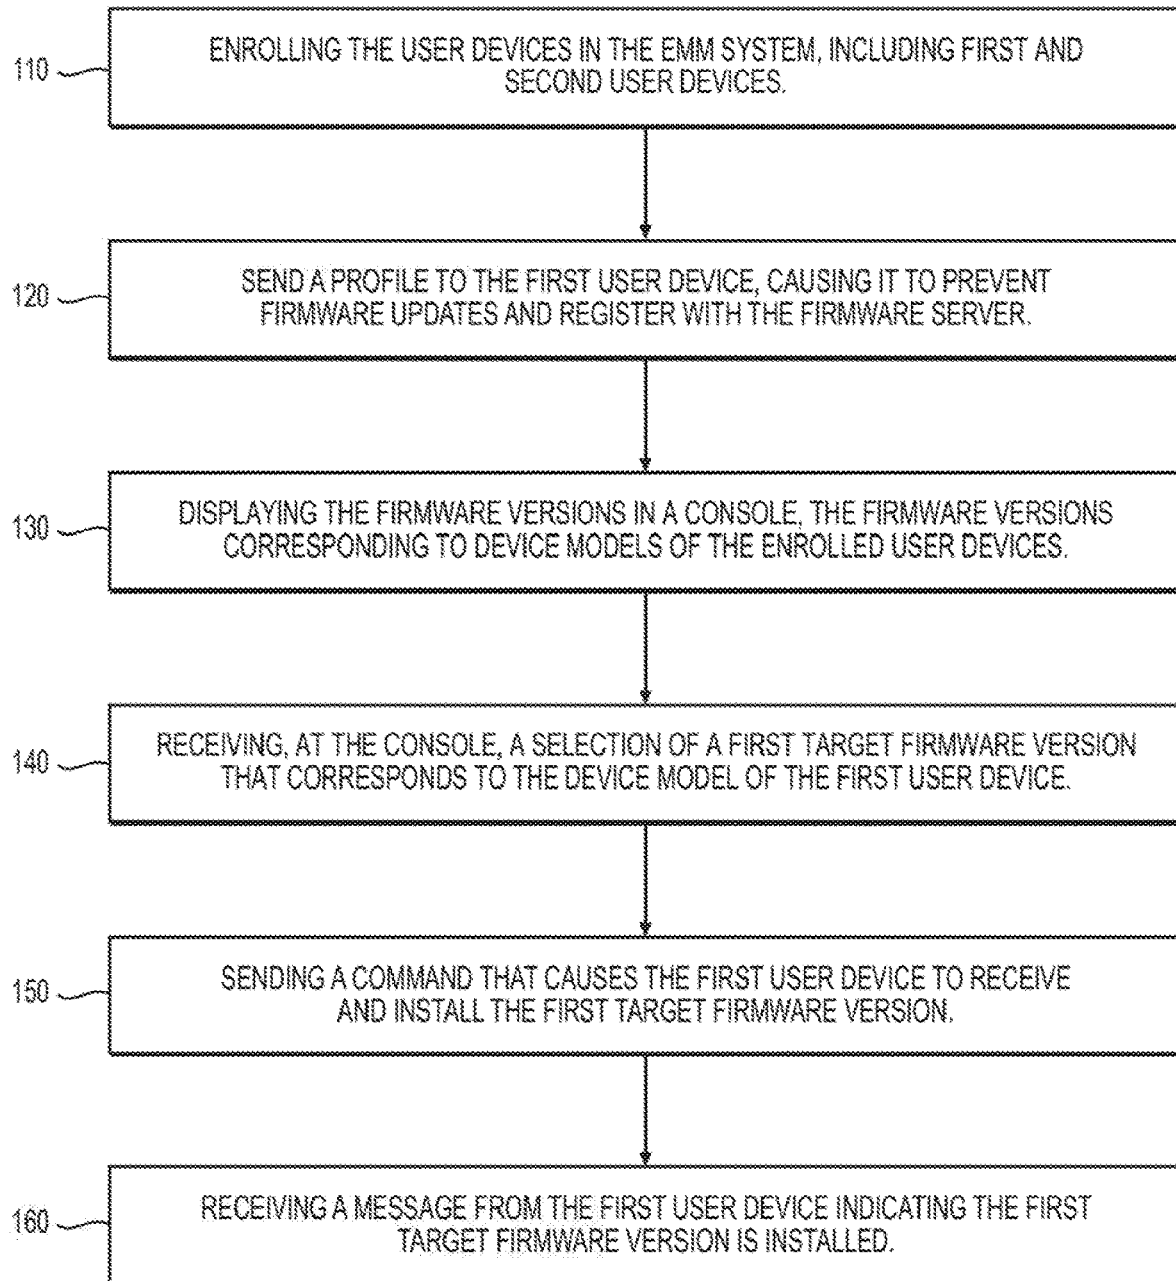 110
ENROLLING THE USER DEVICES IN THE EMM SYSTEM, INCLUDING FIRST AND
SECOND USER DEVICES.
120
SEND A PROFILE TO THE FIRST USER DEVICE, CAUSING IT TO PREVENT
FIRMWARE UPDATES AND REGISTER WITH THE FIRMWARE SERVER.
130
DISPLAYING THE FIRMWARE VERSIONS IN A CONSOLE, THE FIRMWARE VERSIONS
CORRESPONDING TO DEVICE MODELS OF THE ENROLLED USER DEVICES.
140
RECEIVING, AT THE CONSOLE, A SELECTION OF A FIRST TARGET FIRMWARE VERSION
THAT CORRESPONDS TO THE DEVICE MODEL OF THE FIRST USER DEVICE.
150
SENDING A COMMAND THAT CAUSES THE FIRST USER DEVICE TO RECEIVE
AND INSTALL THE FIRST TARGET FIRMWARE VERSION.
160
RECEIVING A MESSAGE FROM THE FIRST USER DEVICE INDICATING THE FIRST
TARGET FIRMWARE VERSION IS INSTALLED.